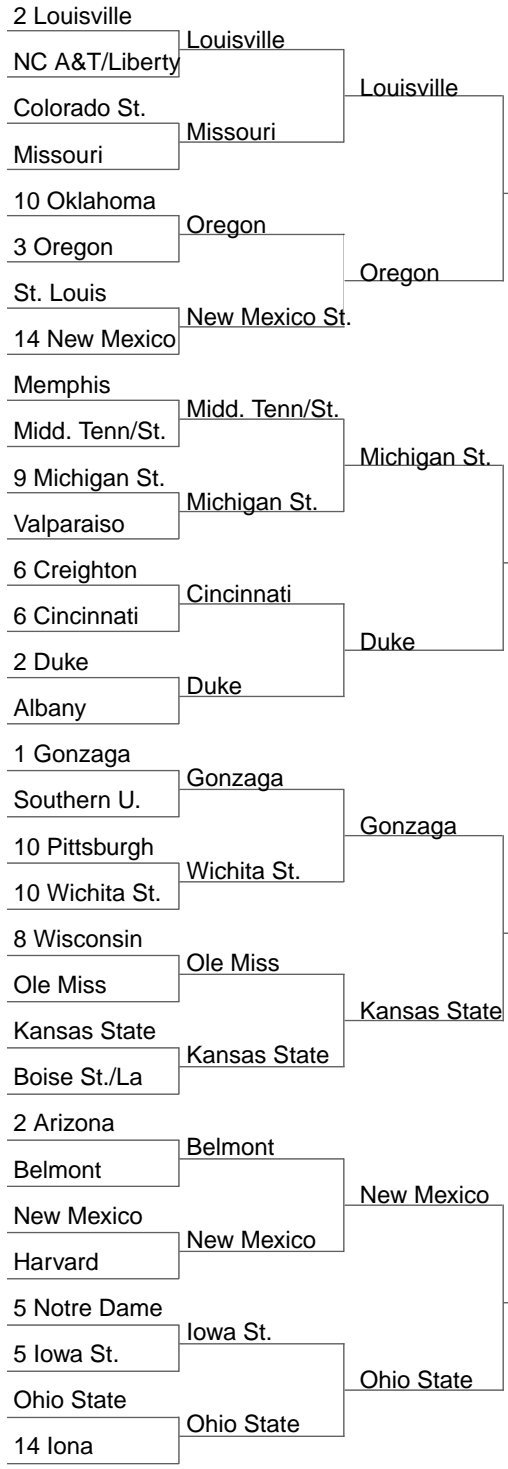 2 Louisville
NC A&T/Liberty
Colorado St.
Missouri
10 Oklahoma
3 Oregon
St. Louis
14 New Mexico
Memphis
Midd. Tenn/St.
9 Michigan St.
Valparaiso
6 Creighton
6 Cincinnati
2 Duke
Albany
1 Gonzaga
Southern U.
10 Pittsburgh
10 Wichita St.
8 Wisconsin
Ole Miss
Kansas State
Boise St./La
2 Arizona
Belmont
New Mexico
Harvard
5 Notre Dame
5 Iowa St.
Ohio State
14 Iona
Louisville
Missouri
Oregon
New Mexico St.
Midd. Tenn/St.
Michigan St.
Cincinnati
Duke
Gonzaga
Wichita St.
Ole Miss
Kansas State
Belmont
New Mexico
Iowa St.
Ohio State
Louisville
Oregon
Michigan St.
Duke
Gonzaga
Kansas State
New Mexico
Ohio State